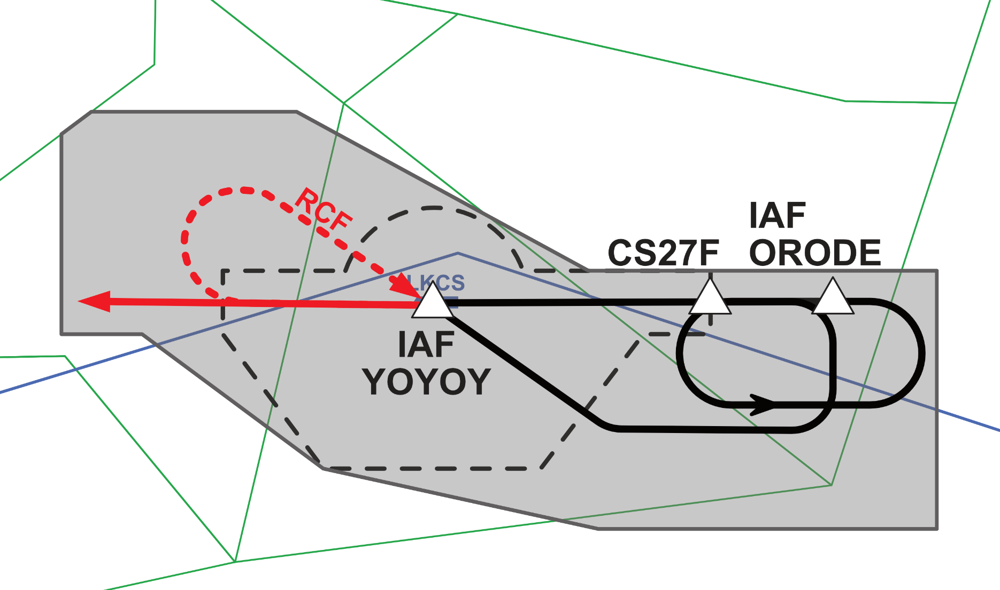 RCF
LKCS
IAF
ORODE
CS27F
IAF
YOYOY